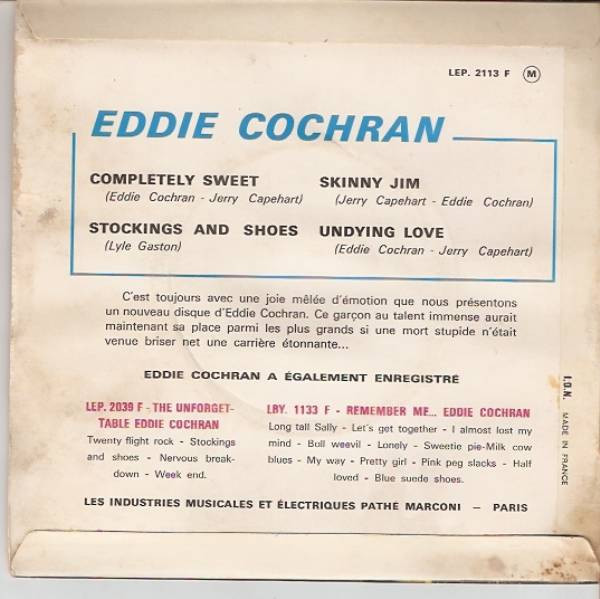 LEP. 2113 F M
EDDIE COCHRAN
COMPLETELY SWEET
(Eddie Cochran - Jerry Capehart)
SKINNY JIM
(Jerry Capehart - Eddie Cochran)
STOCKINGS AND SHOES
(Lyle Gaston)
UNDYING LOVE
(Eddie Cochran - Jerry Capehart)
C'est toujours avec une joie mêlée d'émotion que nous présentons
un nouveau disque d'Eddie Cochran. Ce garçon au talent immense aurait
maintenant sa place parmi les plus grands si une mort stupide n'était
venue briser net une carrière étonnante...
EDDIE COCHRAN A ÉGALEMENT ENREGISTRÉ
LEP. 2039 F - THE UNFORGET-
TABLE EDDIE COCHRAN
Twenty flight rock - Stockings
and shoes - Nervous break-
down - Week end.
LBY. 1133 F - REMEMBER ME... EDDIE COCHRAN
Long tall Sally - Let's get together - I almost lost my
mind - Boll weevil - Lonely - Sweetie pie-Milk cow
blues - My way - Pretty girl - Pink peg slacks - Half
loved - Blue suede shoes.
LES INDUSTRIES MUSICALES ET ÉLECTRIQUES PATHÉ MARCONI — PARIS
I.D.N. MADE IN FRANCE